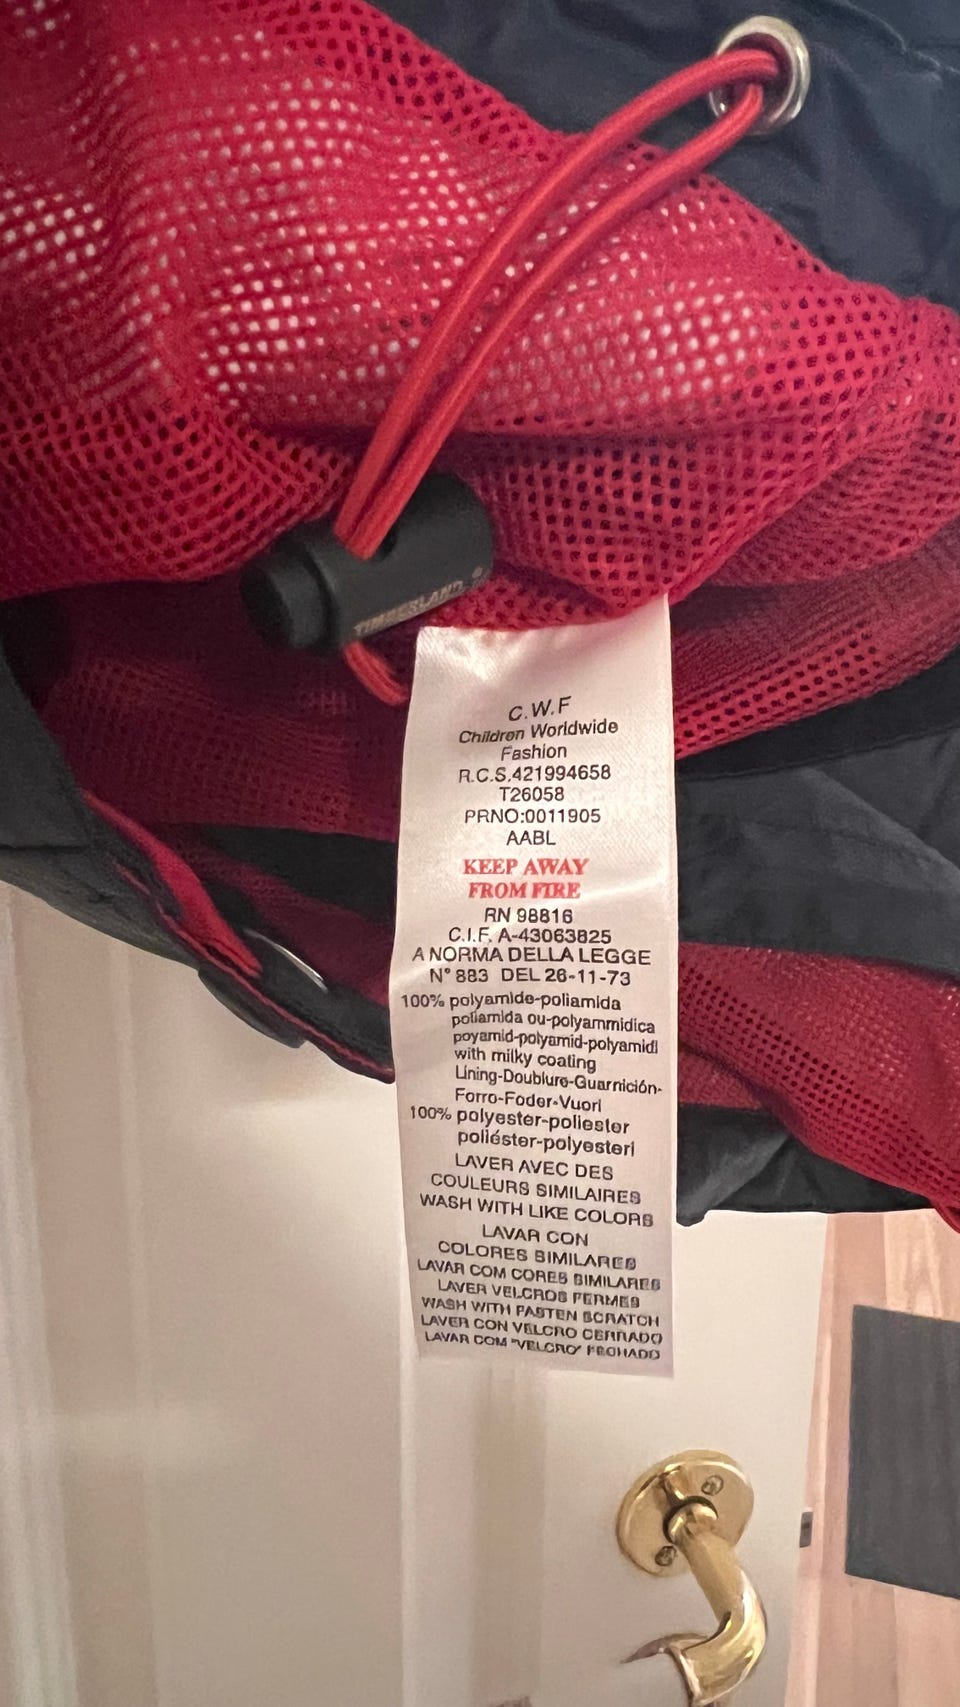 TIMBERLAND
C.W.F
Children Worldwide
Fashion
R.C.S.421994658
T26058
PRNO:0011905
AABL
KEEP AWAY
FROM FIRE
RN 98816
C.I.F. A-43063825
A NORMA DELLA LEGGE
N° 883 DEL 26-11-73
100% polyamide-poliamida
poliamida ou-polyammidica
poyamid-polyamid-polyamidi
with milky coating
Lining-Doublure-Guarnición-
Forro-Foder-Vuori
100% polyester-poliester
poliéster-polyesteri
LAVER AVEC DES
COULEURS SIMILAIRES
WASH WITH LIKE COLORS
LAVAR CON
COLORES SIMILARES
LAVAR COM CORES SIMILARES
LAVER VELCROS FERMES
WASH WITH FASTEN SCRATCH
LAVER CON VELCRO CERRADO
LAVAR COM "VELCRO" FECHADO